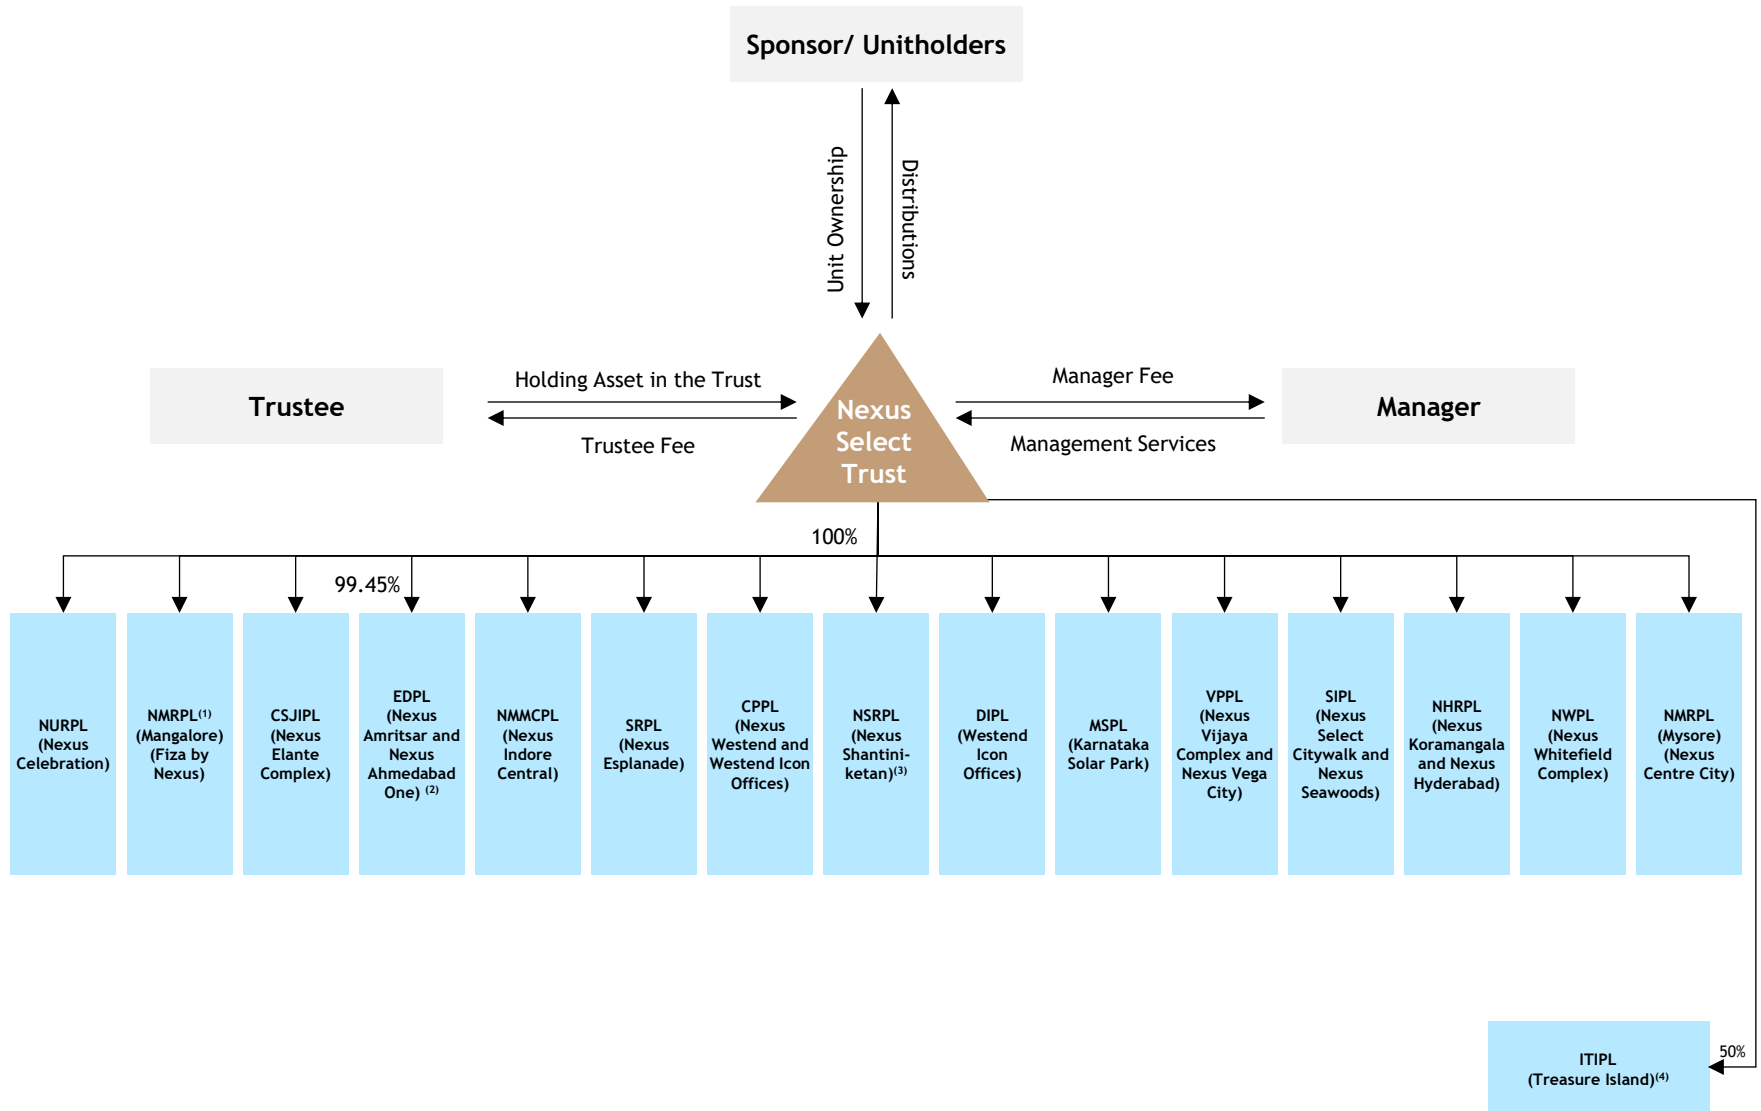 Sponsor/ Unitholders
Unit Ownership
Distributions
Trustee
Holding Asset in the Trust
Trustee Fee
Nexus
Select
Trust
Manager Fee
Management Services
Manager
100%
99.45%
NURPL
(Nexus
Celebration)
NMRPL(1)
(Mangalore)
(Fiza by
Nexus)
CSJIPL
(Nexus
Elante
Complex)
EDPL
(Nexus
Amritsar and
Nexus
Ahmedabad
One) (2)
NMMCPL
(Nexus
Indore
Central)
SRPL
(Nexus
Esplanade)
CPPL
(Nexus
Westend and
Westend Icon
Offices)
NSRPL
(Nexus
Shantini-
ketan)(3)
DIPL
(Westend
Icon
Offices)
MSPL
(Karnataka
Solar Park)
VPPL
(Nexus
Vijaya
Complex and
Nexus Vega
City)
SIPL
(Nexus
Select
Citywalk and
Nexus
Seawoods)
NHRPL
(Nexus
Koramangala
and Nexus
Hyderabad)
NWPL
(Nexus
Whitefield
Complex)
NMRPL
(Mysore)
(Nexus
Centre City)
50%
ITIPL
(Treasure Island)(4)